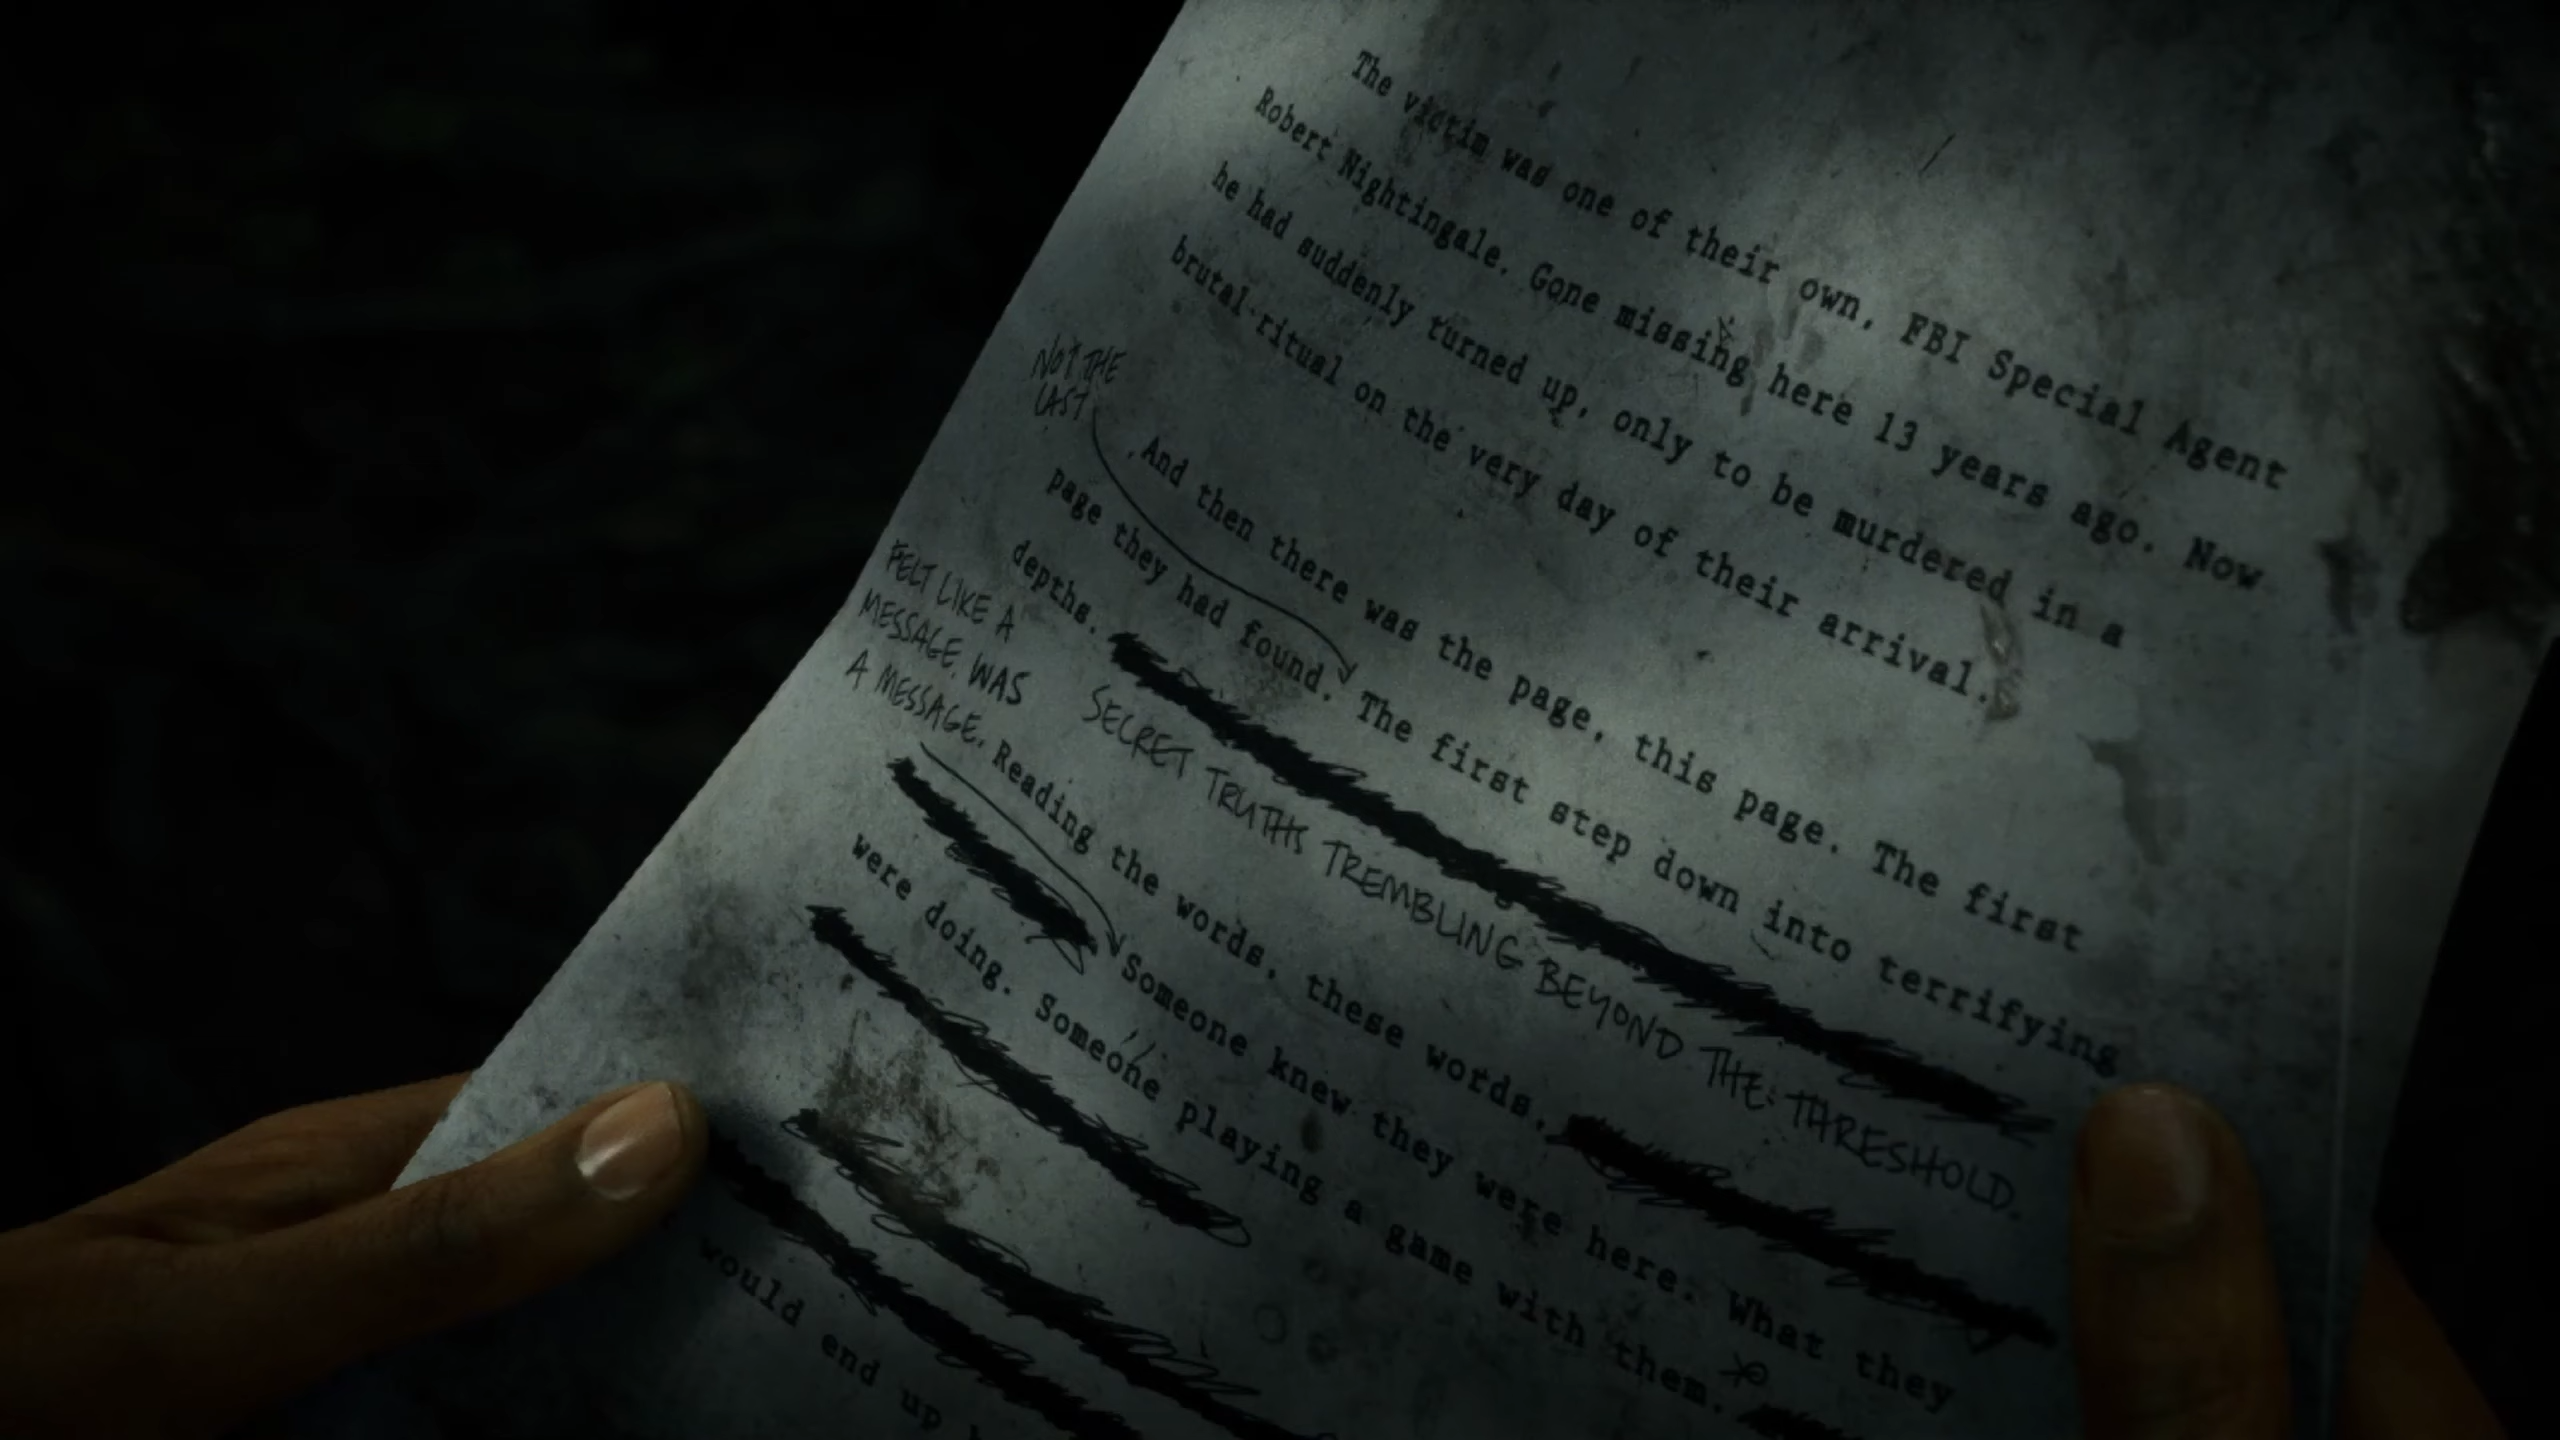 The victim was one of their own, FBI Special Agent
Robert Nightingale. Gone missing here 13 years ago. Now
he had suddenly turned up, only to be murdered in a
brutal ritual on the very day of their arrival.
NOT THE
LAST
And then there was the page, this page. The first
page they had found. The first step down into terrifying
depths.
SECRET TRUTHS TREMBLING BEYOND THE THRESHOLD.
FELT LIKE A
MESSAGE. WAS
A MESSAGE.
Reading the words, these words,
Someone knew they were here. What they
were doing. Someone playing a game with them.
would end up